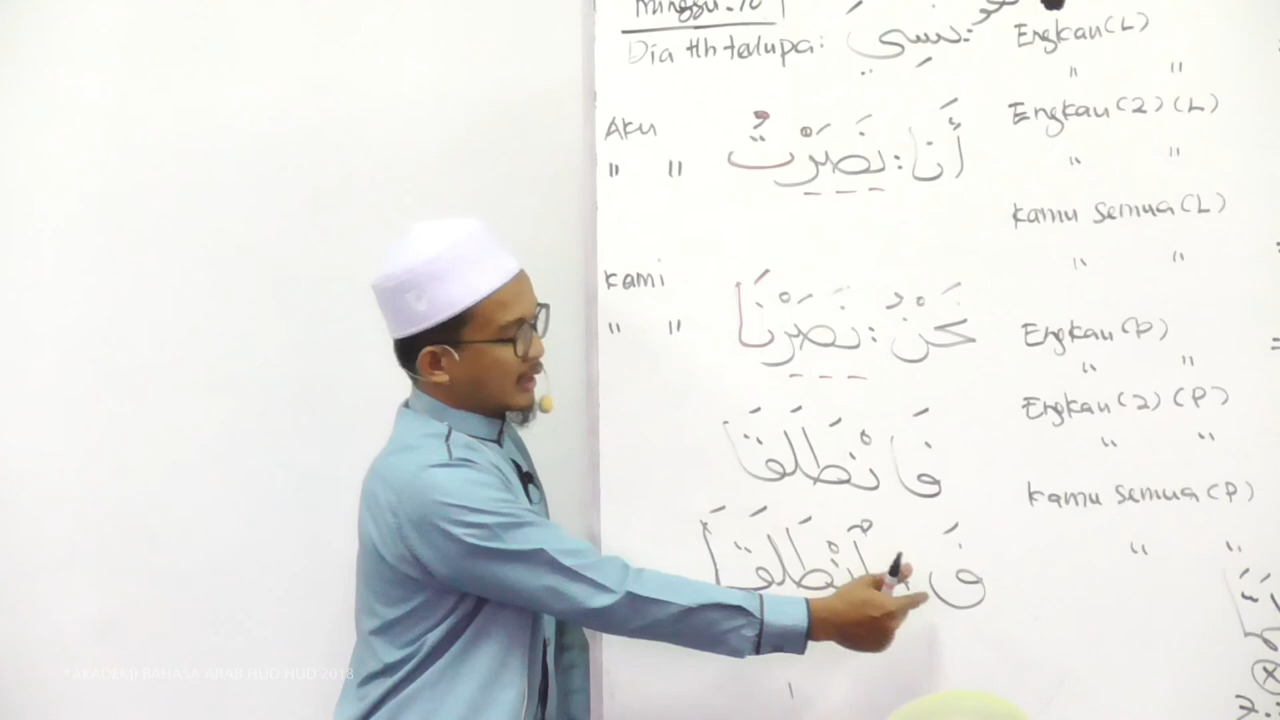 Minggu-10
Dia tlh terlupa: نَسِيَ
Aku
" " أَنَا: نَصَرْتُ
kami
" " نَحْنُ: نَصَرْنَا
فَانْطَلَقَا
فَ انْطَلَقَا
Engkau(L)
" "
Engkau(2)(L)
" "
kamu semua(L)
" "
Engkau(P)
" "
Engkau(2)(P)
" "
kamu semua(P)
" "
*AKADEMI BAHASA ARAB HUD HUD 2018